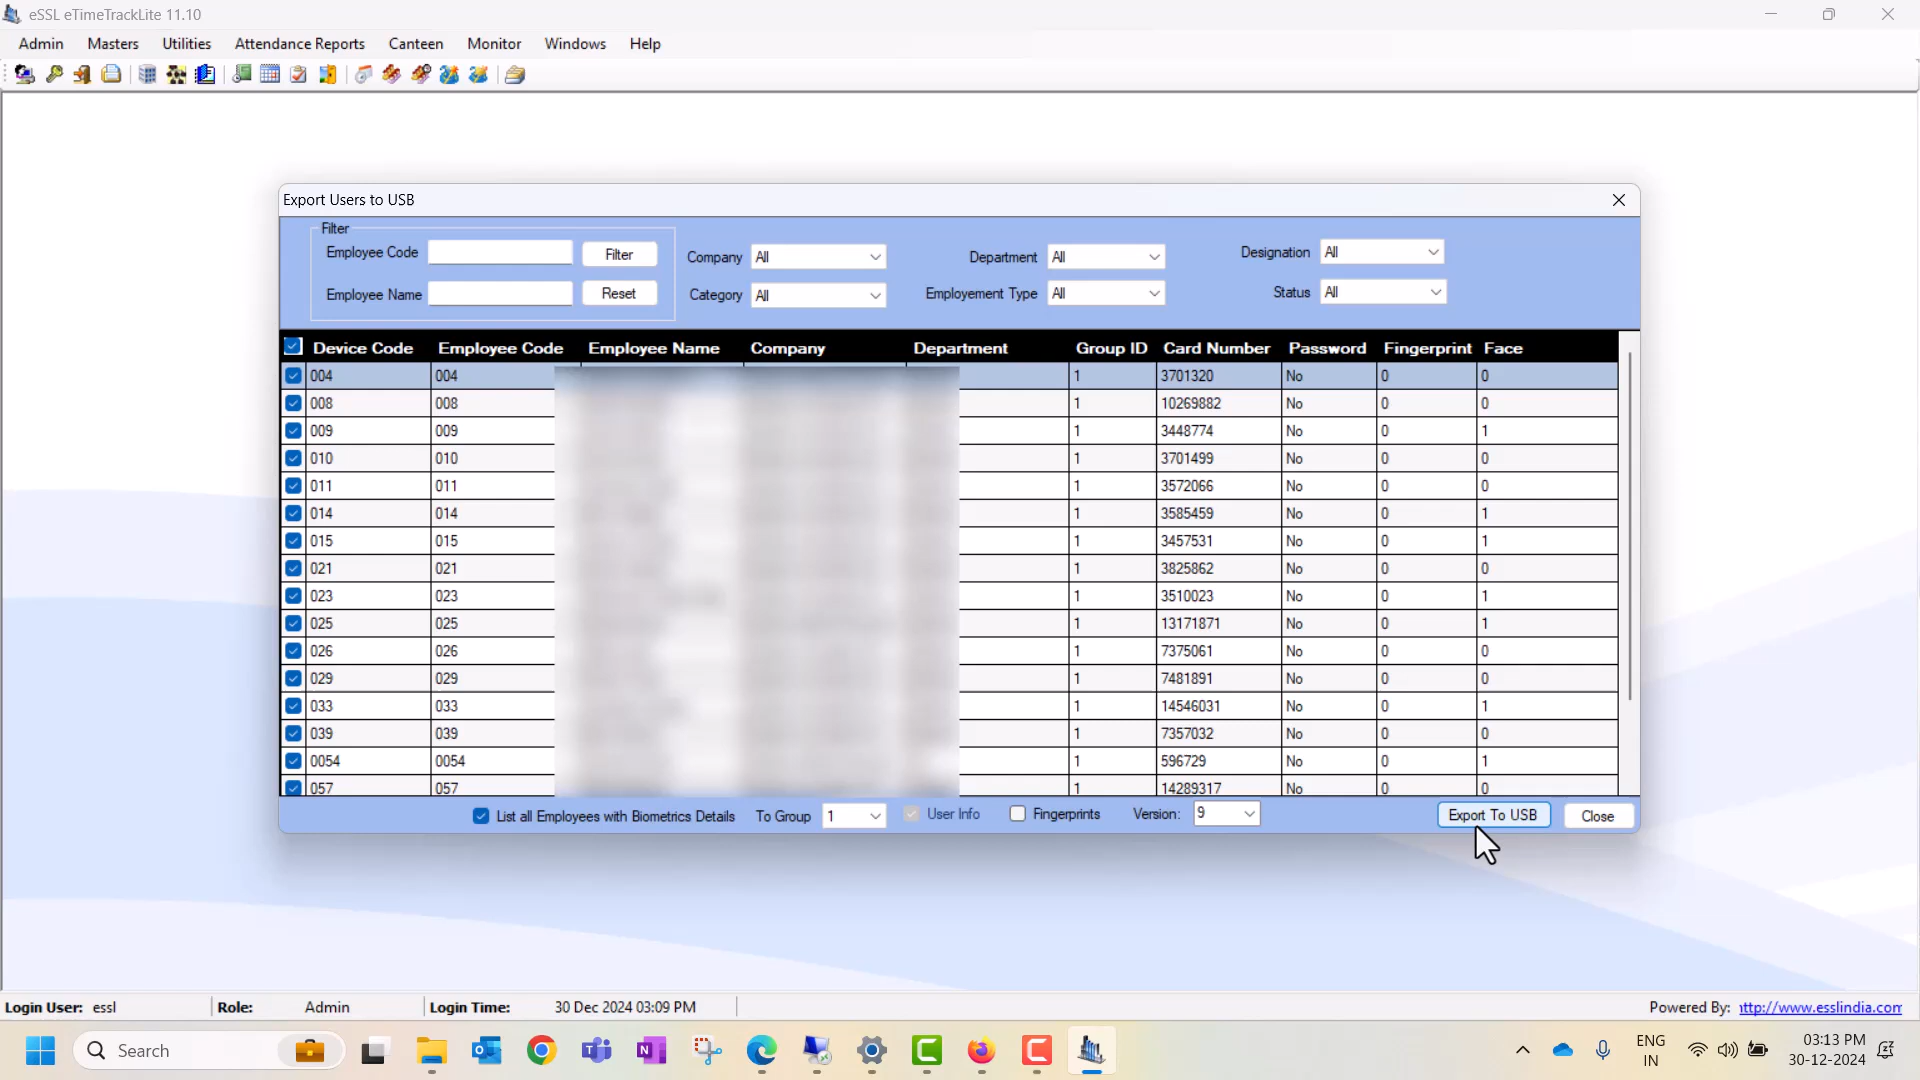 eSSL eTimeTrackLite 11.10
Admin Masters Utilities Attendance Reports Canteen Monitor Windows Help
Export Users to USB
Filter
Employee Code Filter Company All Department All Designation All
Employee Name Reset Category All Employement Type All Status All
Device Code Employee Code Employee Name Company Department Group ID Card Number Password Fingerprint Face
004 004 1 3701320 No 0 0
008 008 1 10269882 No 0 0
009 009 1 3448774 No 0 1
010 010 1 3701499 No 0 0
011 011 1 3572066 No 0 0
014 014 1 3585459 No 0 1
015 015 1 3457531 No 0 1
021 021 1 3825862 No 0 0
023 023 1 3510023 No 0 1
025 025 1 13171871 No 0 1
026 026 1 7375061 No 0 0
029 029 1 7481891 No 0 0
033 033 1 14546031 No 0 1
039 039 1 7357032 No 0 0
0054 0054 1 596729 No 0 1
057 057 1 14289317 No 0 0
List all Employees with Biometrics Details To Group 1 User Info Fingerprints Version: 9 Export To USB Close
Login User: essl Role: Admin Login Time: 30 Dec 2024 03:09 PM Powered By: ttp://www.esslindia.com
Search ENG IN 03:13 PM 30-12-2024